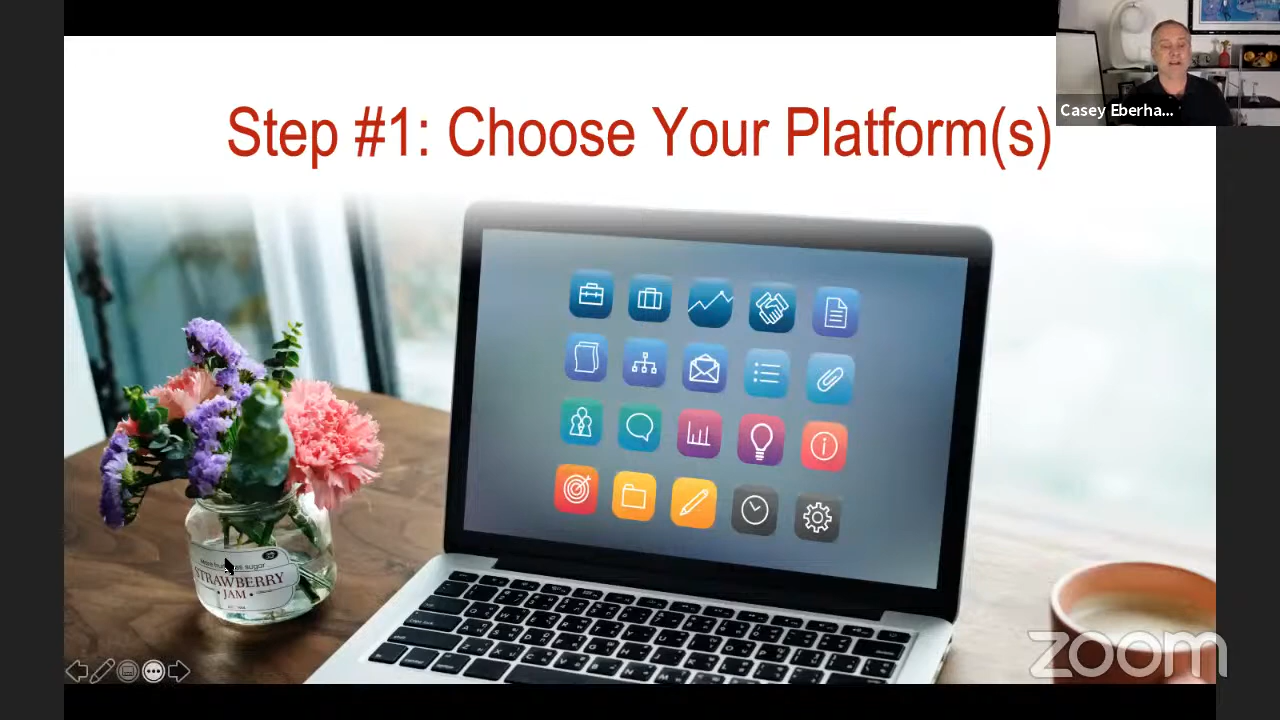 Step #1: Choose Your Platform(s)
Casey Eberha...
STRAWBERRY
• JAM •
zoom